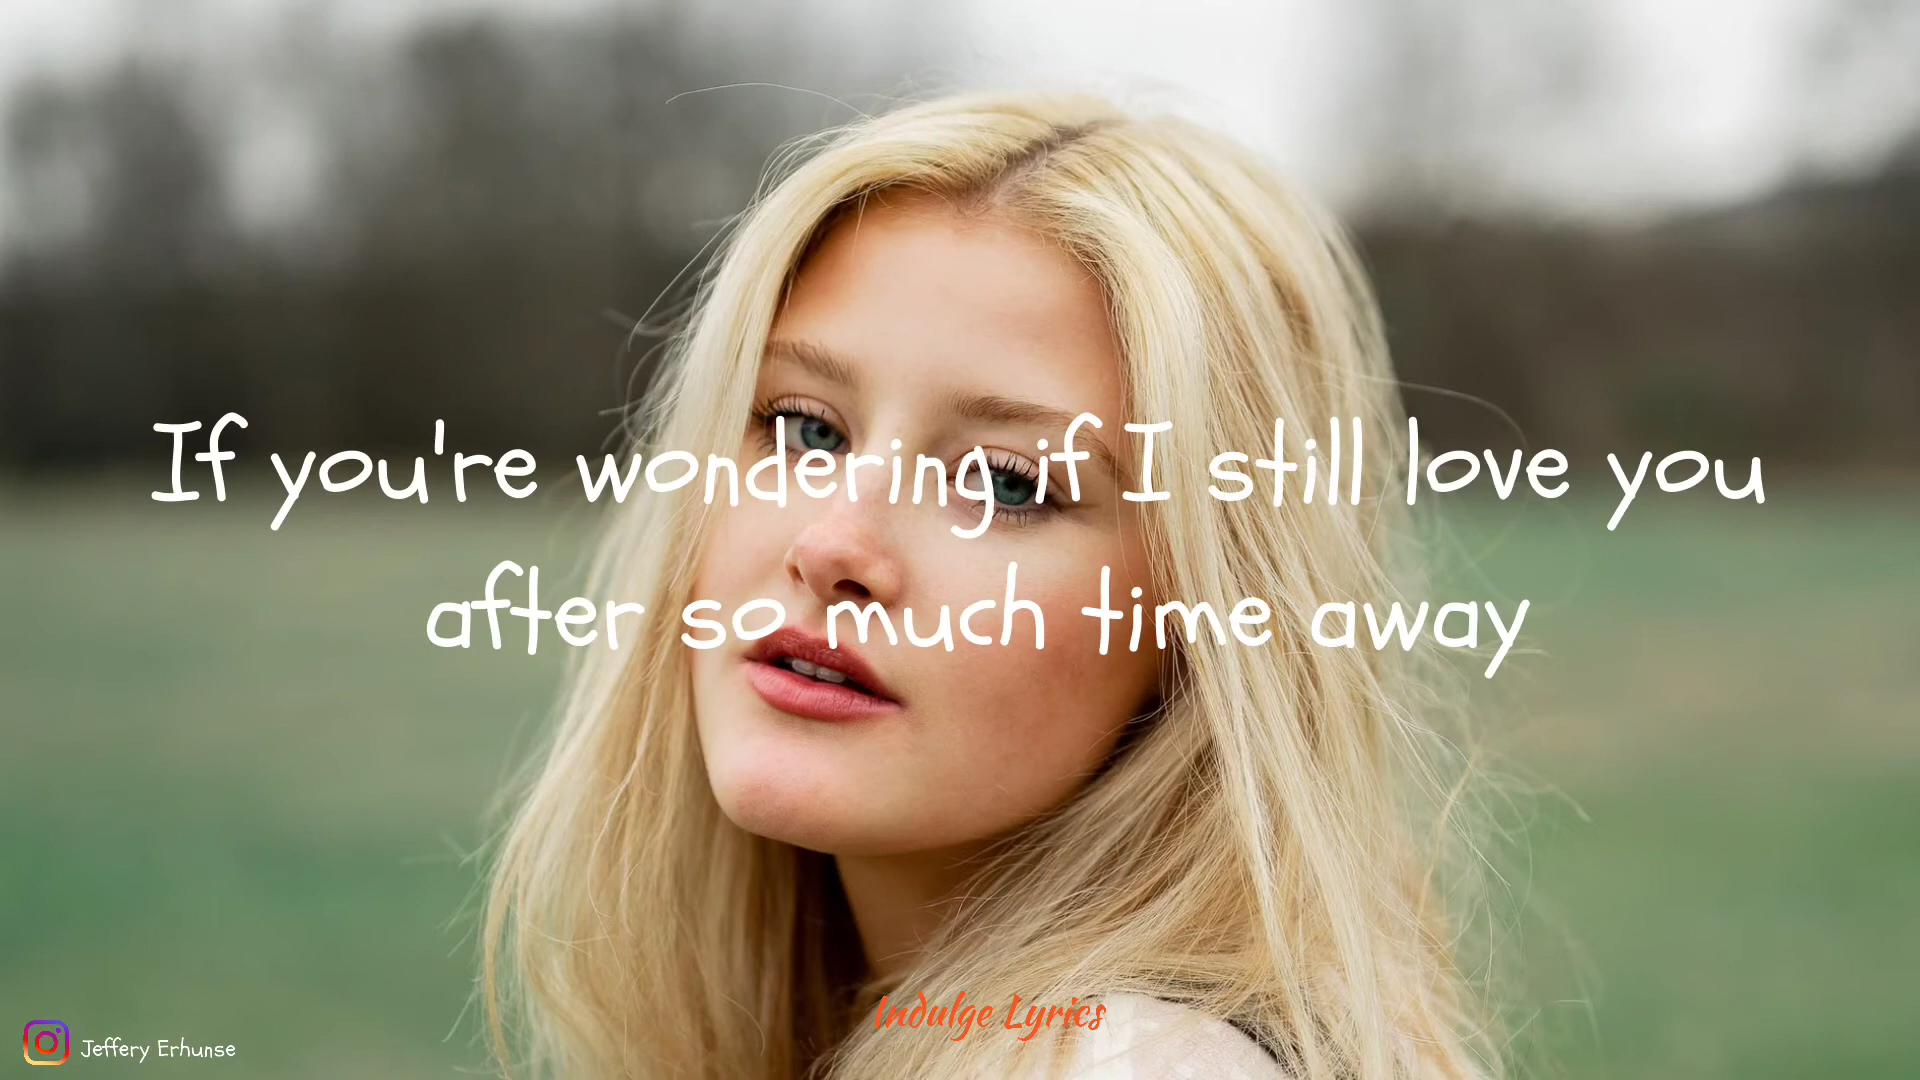 If you're wondering if I still love you
after so much time away
Indulge Lyrics
Jeffery Erhunse